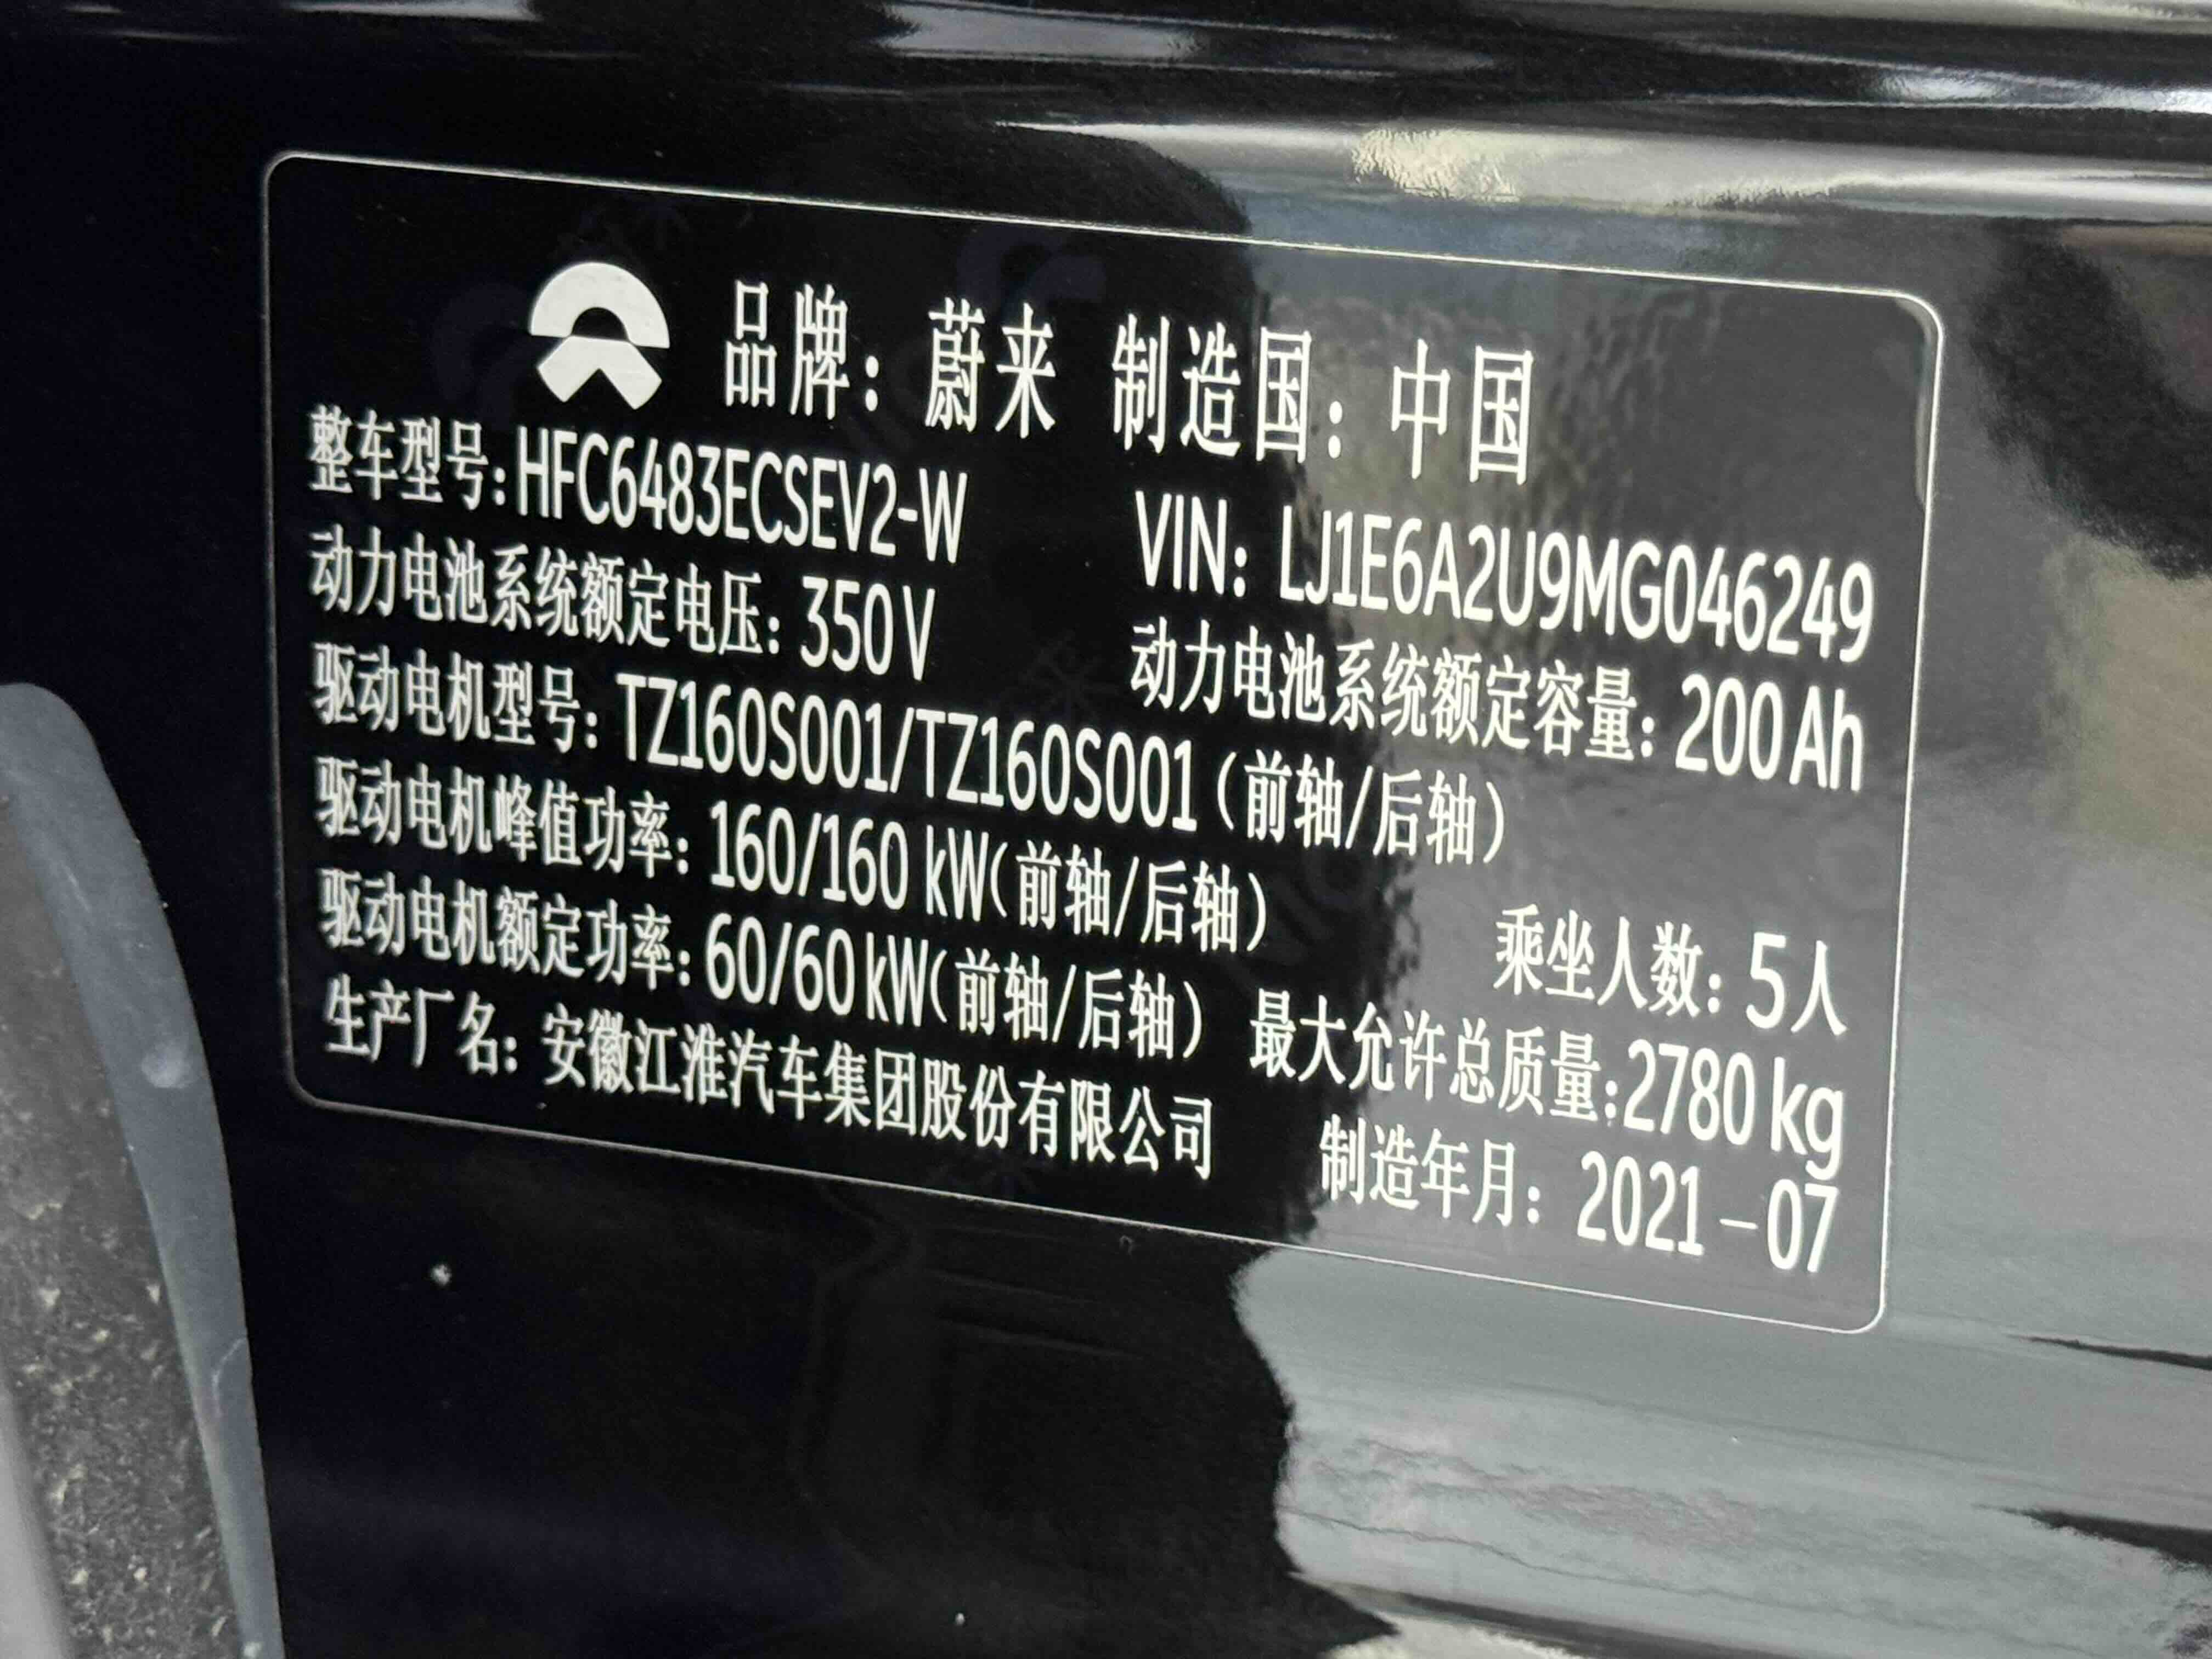 品牌：蔚来 制造国：中国
整车型号：HFC6483ECSEV2-W VIN：LJ1E6A2U9MG046249
动力电池系统额定电压：350V 动力电池系统额定容量：200Ah
驱动电机型号：TZ160S001/TZ160S001（前轴/后轴）
驱动电机峰值功率：160/160 kW（前轴/后轴） 乘坐人数：5人
驱动电机额定功率：60/60kW（前轴/后轴） 最大允许总质量：2780kg
生产厂名：安徽江淮汽车集团股份有限公司 制造年月：2021-07